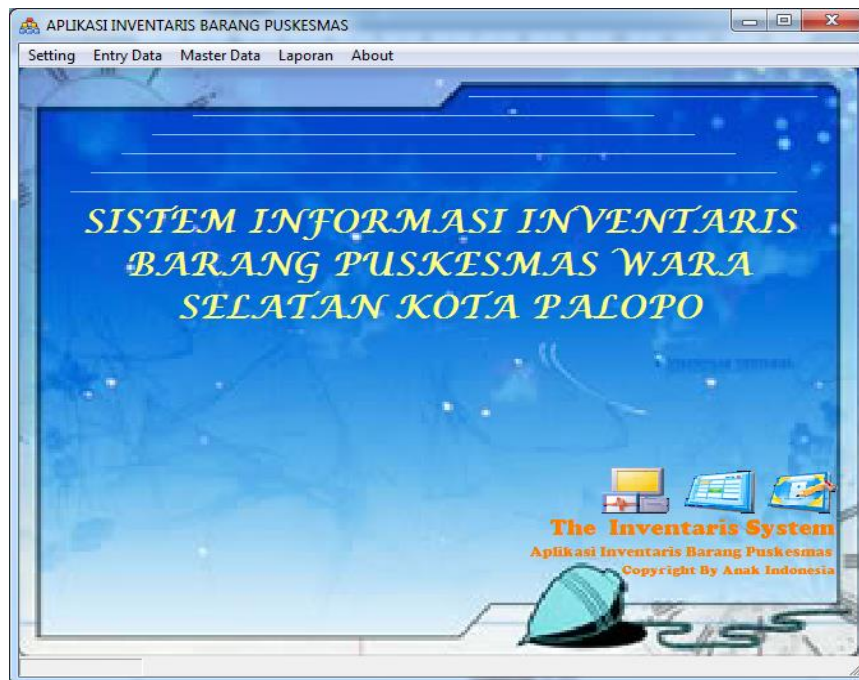 APLIKASI INVENTARIS BARANG PUSKESMAS
Setting Entry Data Master Data Laporan About
SISTEM INFORMASI INVENTARIS
BARANG PUSKESMAS WARA
SELATAN KOTA PALOPO
The Inventaris System
Aplikasi Inventaris Barang Puskesmas
Copyright By Anak Indonesia